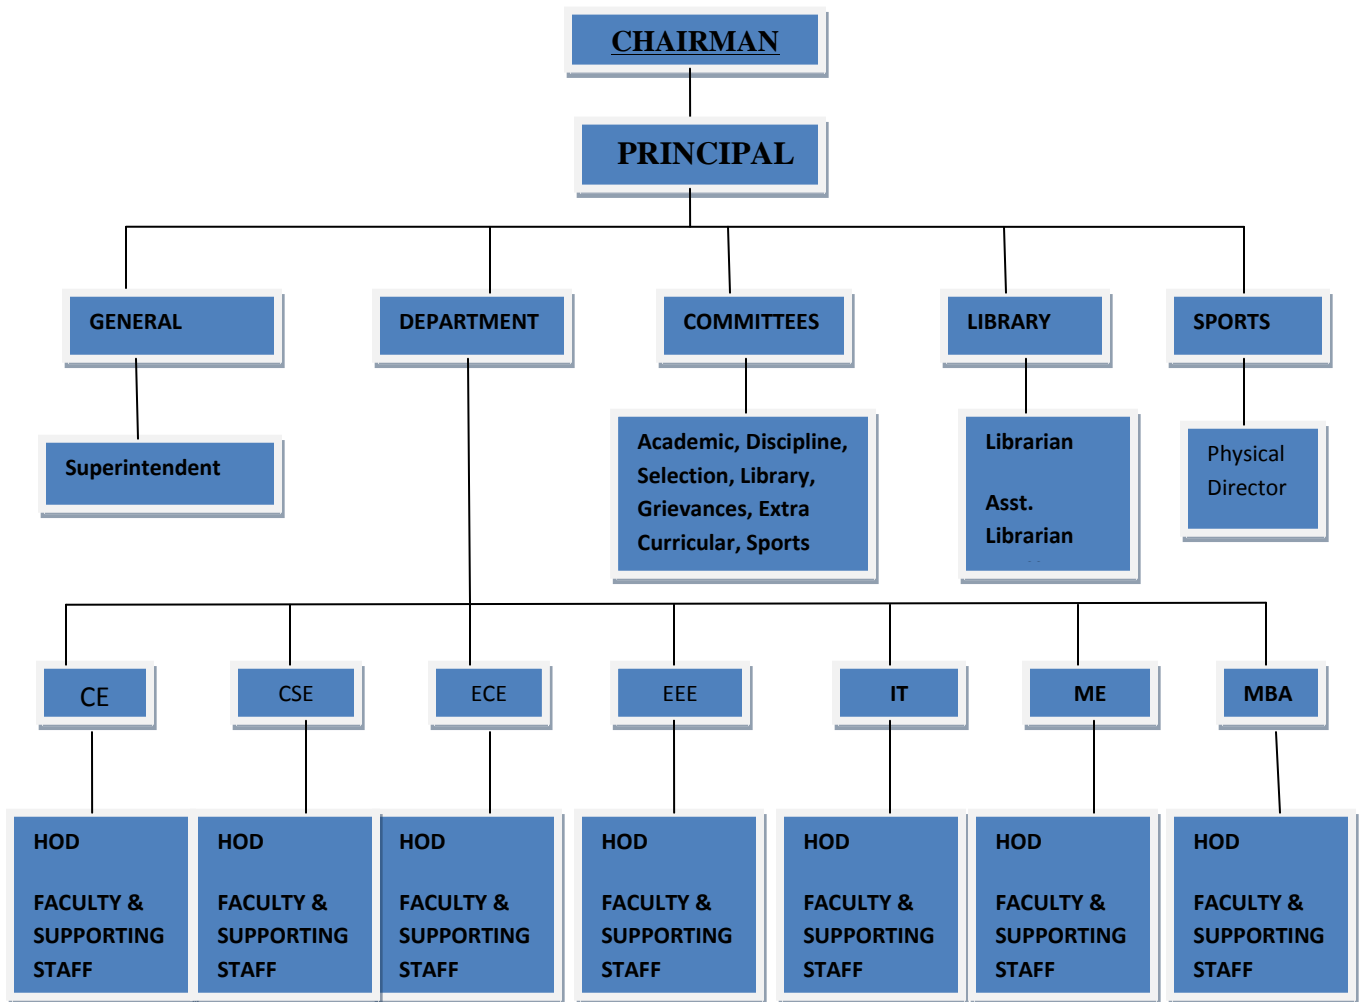 CHAIRMAN
PRINCIPAL
GENERAL
DEPARTMENT
COMMITTEES
LIBRARY
SPORTS
Superintendent
Academic, Discipline,
Selection, Library,
Grievances, Extra
Curricular, Sports
Librarian
Asst.
Librarian
Physical
Director
CE
CSE
ECE
EEE
IT
ME
MBA
HOD
FACULTY &
SUPPORTING
STAFF
HOD
FACULTY &
SUPPORTING
STAFF
HOD
FACULTY &
SUPPORTING
STAFF
HOD
FACULTY &
SUPPORTING
STAFF
HOD
FACULTY &
SUPPORTING
STAFF
HOD
FACULTY &
SUPPORTING
STAFF
HOD
FACULTY &
SUPPORTING
STAFF